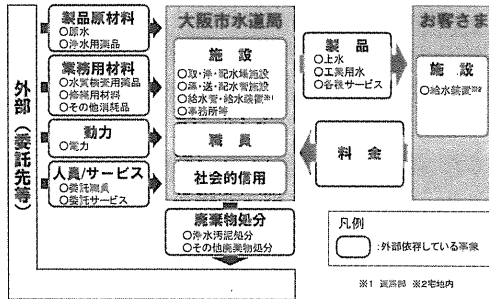 外部（委託先等）
製品原材料
○原水
○浄水用薬品
業務用材料
○水質検査用薬品
○修繕用材料
○その他消耗品
動力
○電力
人員/サービス
○委託職員
○委託サービス
大阪市水道局
施設
○取・浄・配水場施設
○導・送・配水管施設
○給水管・給水装置※1
○事務所等
職員
社会的信用
廃棄物処分
○浄水汚泥処分
○その他廃棄物処分
製品
○上水
○工業用水
○各種サービス
料金
お客さま
施設
○給水装置※2
凡例
：外部依存している事象
※1 道路部 ※2宅地内